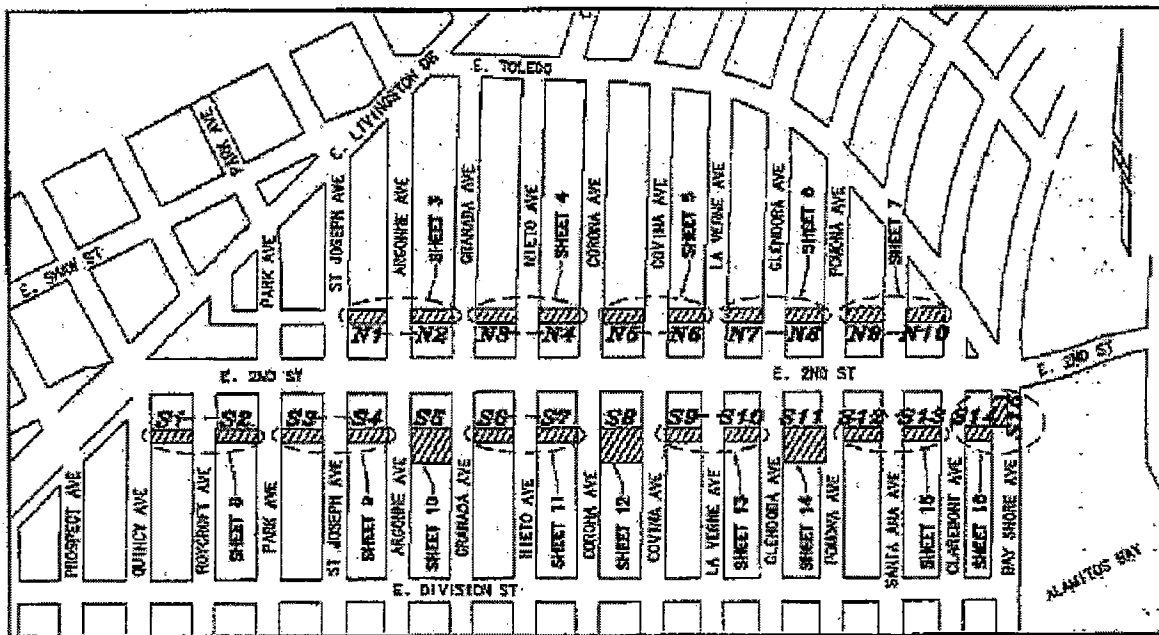 E. TOLEDO
E. LIVINGSTON DR
PARK AVE
PARK AVE
ST JOSEPH AVE
ARGONNE AVE
SHEET 3
GRANADA AVE
NIETO AVE
SHEET 4
CORONA AVE
COVINA AVE
SHEET 5
LA VERNE AVE
GLENDORA AVE
SHEET 6
POMONA AVE
SHEET 7
N1
N2
N3
N4
N5
N6
N7
N8
N9
N10
E. 2ND ST
E. 2ND ST
E. 2ND ST
S1
S2
S3
S4
S5
S6
S7
S8
S9
S10
S11
S12
S13
S14
S15
PROSPECT AVE
QUINCY AVE
ROYCROFT AVE
SHEET 8
PARK AVE
ST JOSEPH AVE
SHEET 9
ARGONNE AVE
SHEET 10
GRANADA AVE
NIETO AVE
SHEET 11
CORONA AVE
SHEET 12
COVINA AVE
LA VERNE AVE
SHEET 13
GLENDORA AVE
SHEET 14
POMONA AVE
SANTA ANA AVE
SHEET 15
CLAREMONT AVE
SHEET 16
BAY SHORE AVE
E. DIVISION ST
ALAMITOS BAY